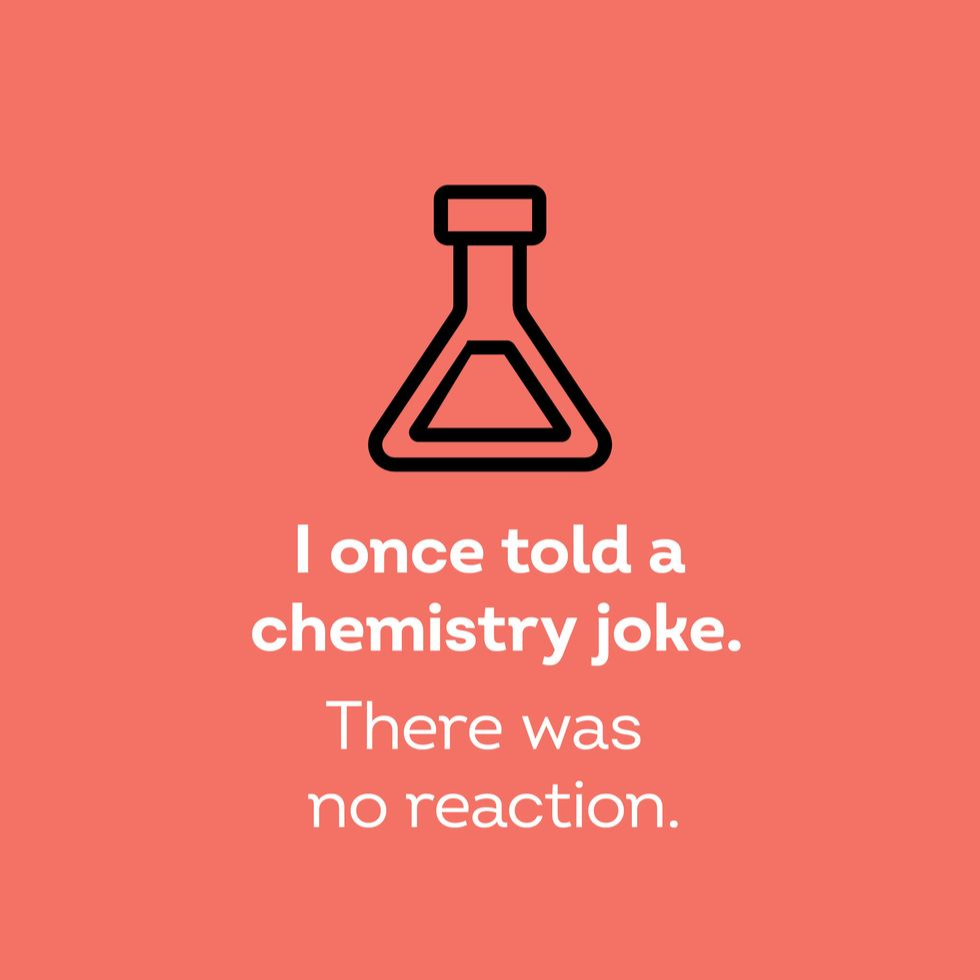 I once told a
chemistry joke.
There was
no reaction.